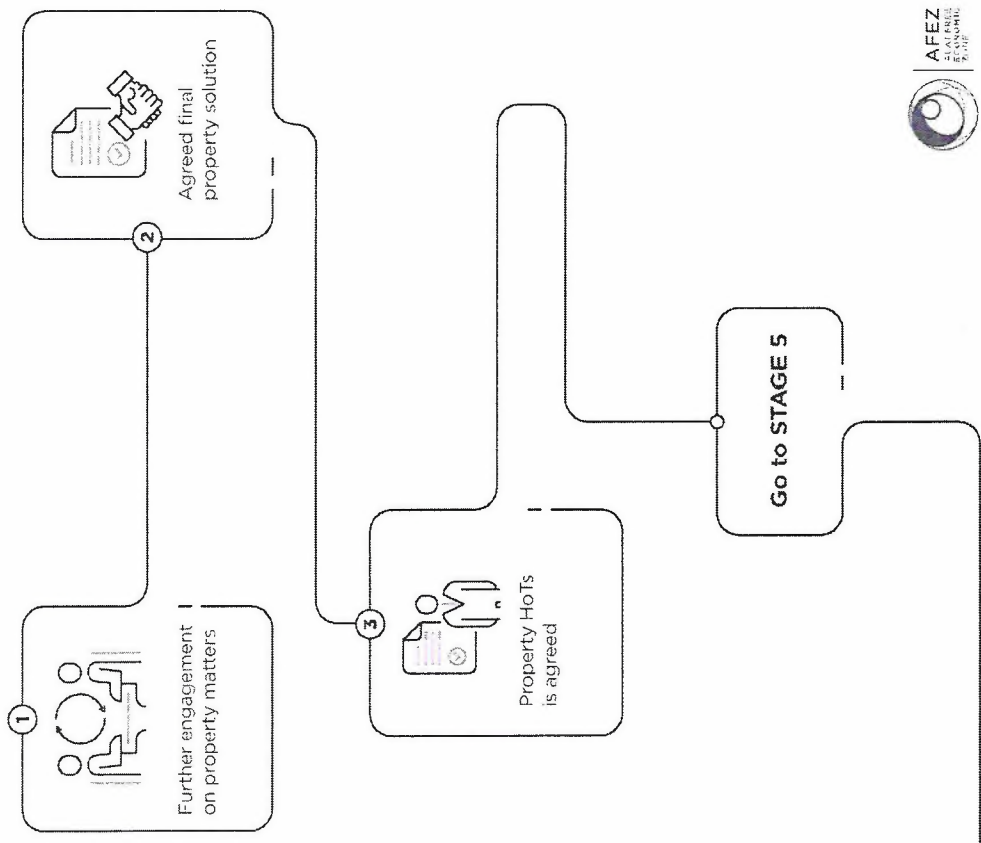 1
Further engagement
on property matters
2
Agreed final
property solution
3
Property HoTs
is agreed
Go to STAGE 5
AFEZ
ECONOMIC